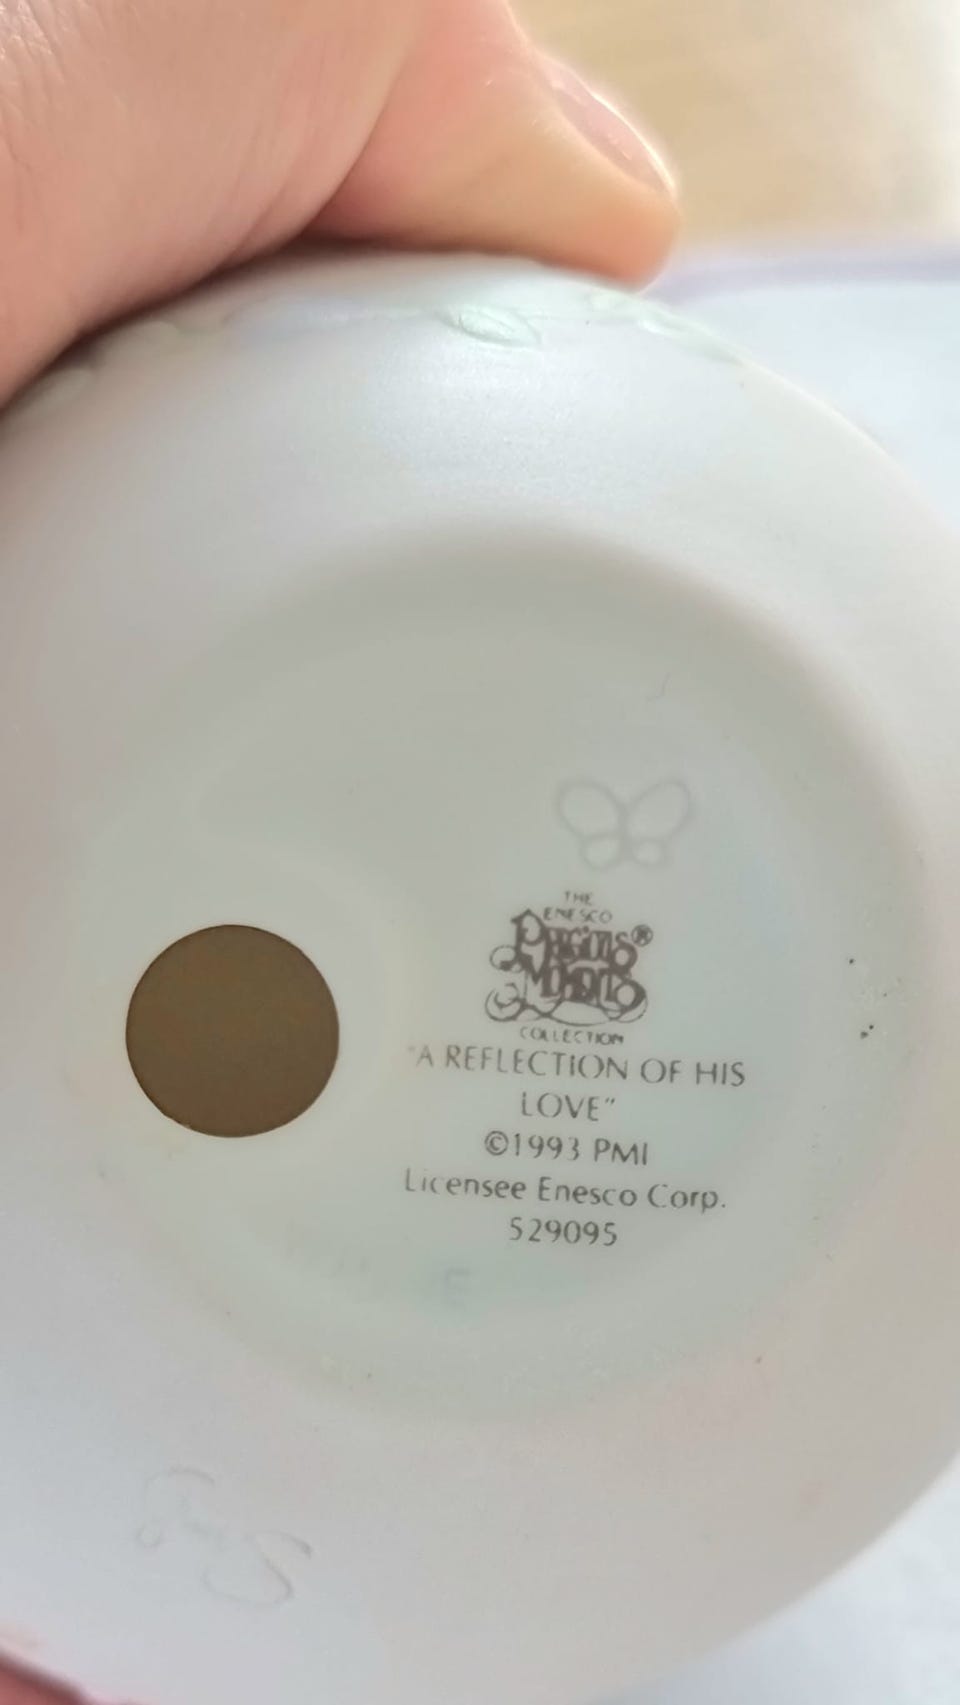 THE
ENESCO
PRECIOUS®
MOMENTS
COLLECTION
"A REFLECTION OF HIS
LOVE"
©1993 PMI
Licensee Enesco Corp.
529095